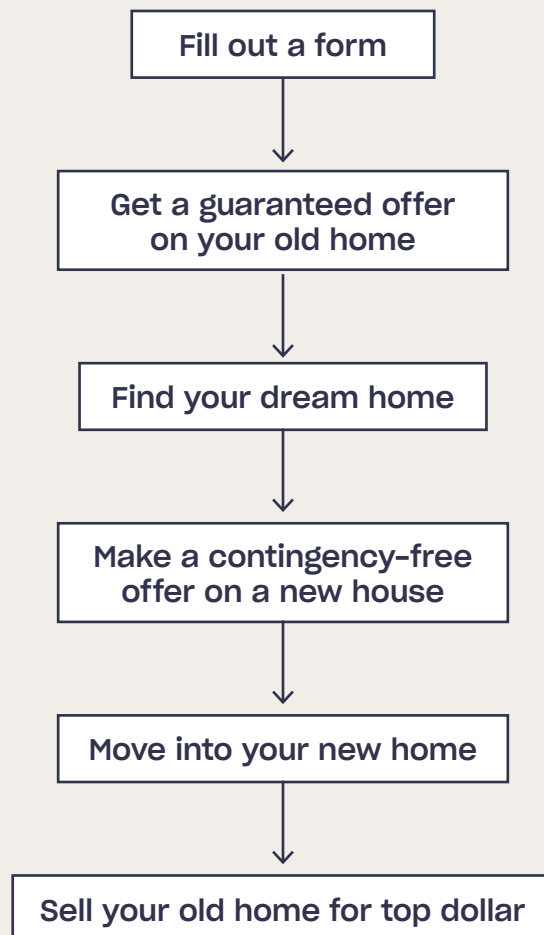 Fill out a form
Get a guaranteed offer
on your old home
Find your dream home
Make a contingency-free
offer on a new house
Move into your new home
Sell your old home for top dollar